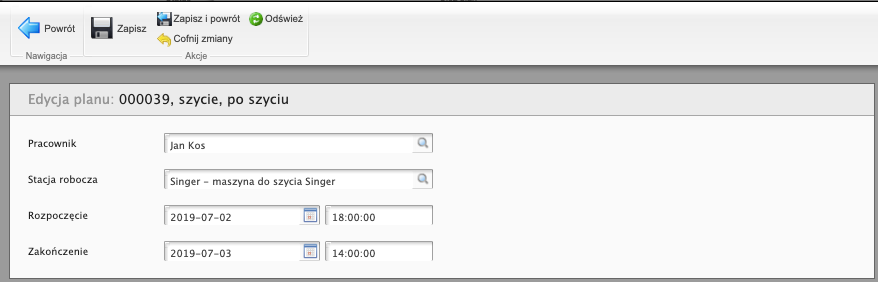 Powrót
Zapisz
Zapisz i powrót
Odśwież
Cofnij zmiany
Nawigacja
Akcje
Edycja planu: 000039, szycie, po szyciu
Pracownik Jan Kos
Stacja robocza Singer - maszyna do szycia Singer
Rozpoczęcie 2019-07-02 18:00:00
Zakończenie 2019-07-03 14:00:00